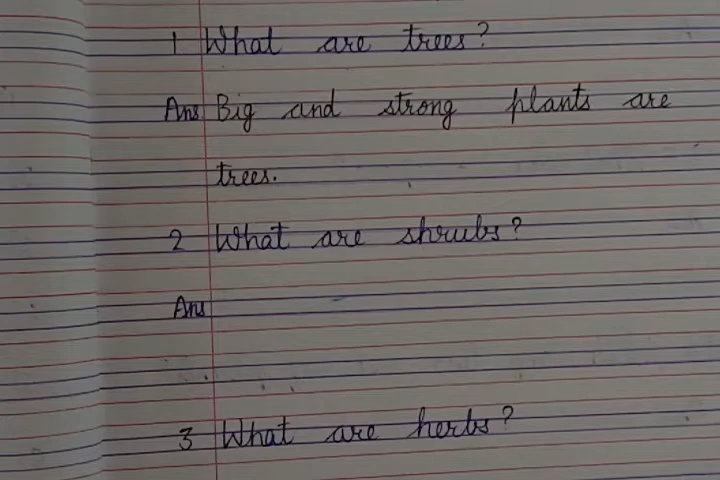 1 What are trees?
Ans Big and strong plants are
trees.
2 What are shrubs?
Ans
3 What are herbs?